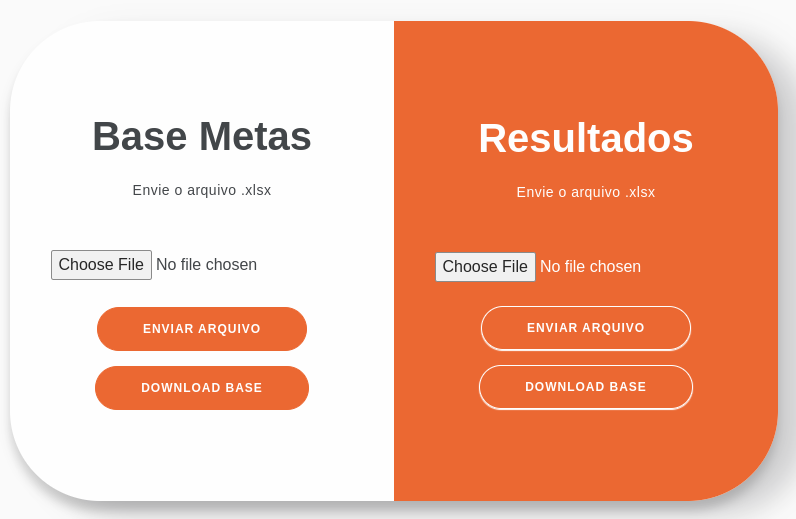 Base Metas
Envie o arquivo .xlsx
Choose File No file chosen
ENVIAR ARQUIVO
DOWNLOAD BASE
Resultados
Envie o arquivo .xlsx
Choose File No file chosen
ENVIAR ARQUIVO
DOWNLOAD BASE